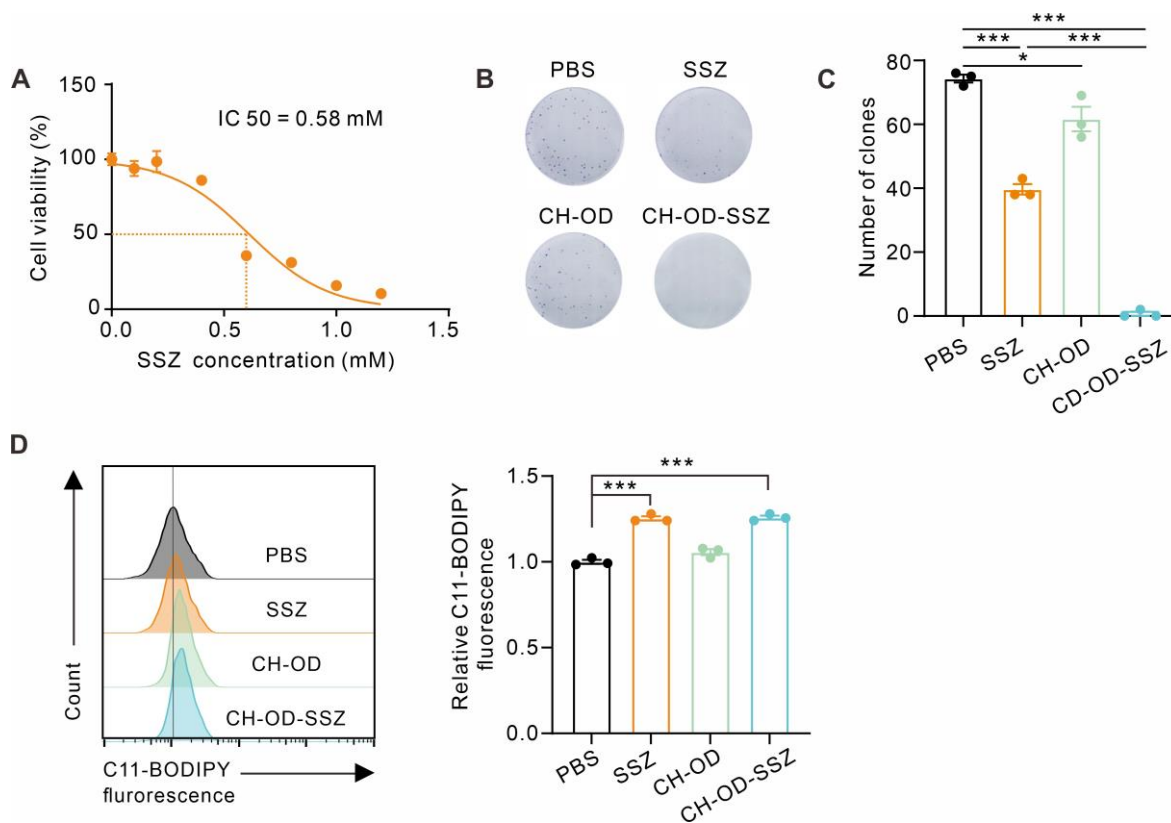 A
150
100
50
0
Cell viability (%)
IC 50 = 0.58 mM
0.0
0.5
1.0
1.5
SSZ concentration (mM)
B
PBS
SSZ
CH-OD
CH-OD-SSZ
C
***
***
***
*
80
60
40
20
0
Number of clones
PBS
SSZ
CH-OD
CD-OD-SSZ
D
Count
PBS
SSZ
CH-OD
CH-OD-SSZ
C11-BODIPY
flurorescence
***
***
1.5
1.0
0.5
0.0
Relative C11-BODIPY
fluorescence
PBS
SSZ
CH-OD
CH-OD-SSZ